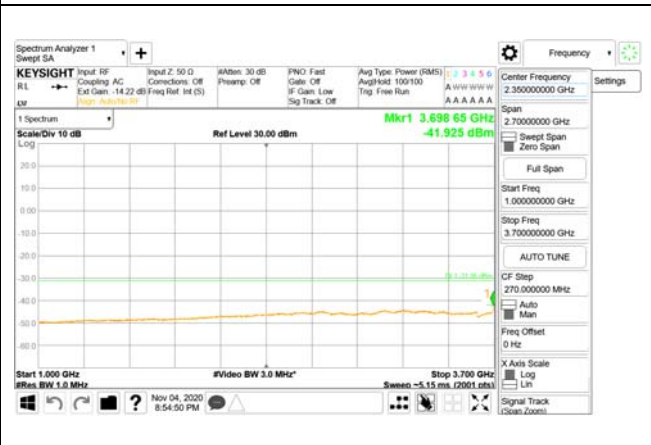 Spectrum Analyzer 1
Swept SA
+
Frequency
KEYSIGHT
RL
Input: RF
Coupling: AC
Ext Gain: -14.22 dB
Align: Auto/No RF
Input Z: 50 Ω
Corrections: Off
Freq Ref: Int (S)
#Atten: 30 dB
Preamp: Off
PNO: Fast
Gate: Off
IF Gain: Low
Sig Track: Off
Avg Type: Power (RMS)
Avg|Hold: 100/100
Trig: Free Run
1 2 3 4 5 6
A W W W W W
A A A A A A
1 Spectrum
Scale/Div 10 dB
Ref Level 30.00 dBm
Mkr1 3.698 65 GHz
-41.925 dBm
Log
20.0
10.0
0.00
-10.0
-20.0
-30.0
-40.0
-50.0
-60.0
1
Start 1.000 GHz
#Res BW 1.0 MHz
#Video BW 3.0 MHz*
Stop 3.700 GHz
Sweep ~5.15 ms (2001 pts)
Nov 04, 2020
8:54:50 PM
Center Frequency
2.350000000 GHz
Settings
Span
2.70000000 GHz
Swept Span
Zero Span
Full Span
Start Freq
1.000000000 GHz
Stop Freq
3.700000000 GHz
AUTO TUNE
CF Step
270.000000 MHz
Auto
Man
Freq Offset
0 Hz
X Axis Scale
Log
Lin
Signal Track
(Span Zoom)